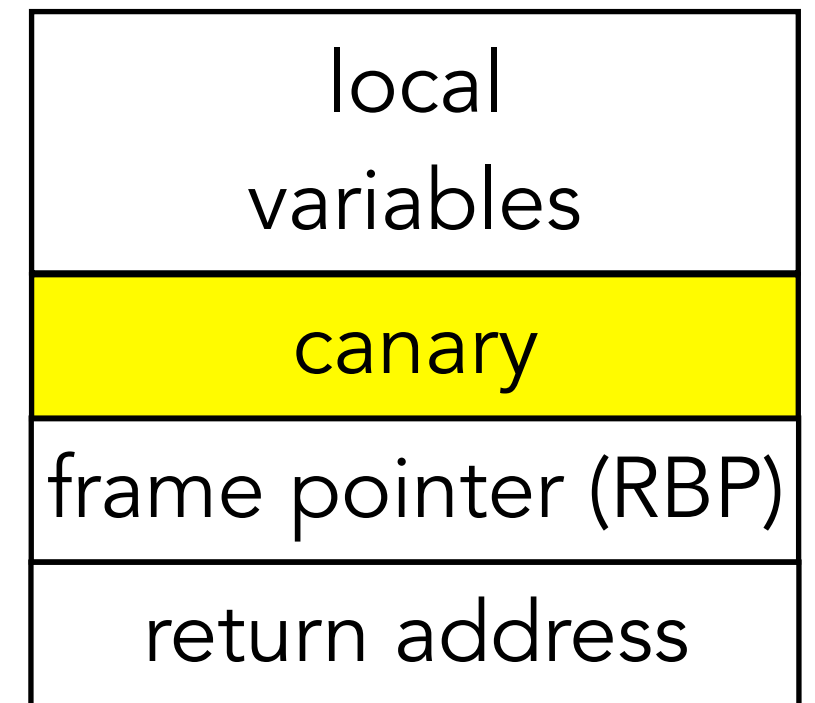 local
variables
canary
frame pointer (RBP)
return address